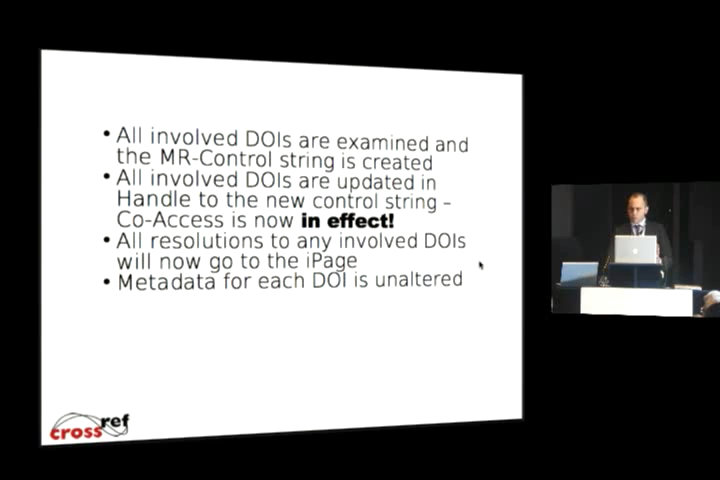 • All involved DOIs are examined and
the MR-Control string is created
• All involved DOIs are updated in
Handle to the new control string –
Co-Access is now in effect!
• All resolutions to any involved DOIs
will now go to the iPage
• Metadata for each DOI is unaltered
crossref